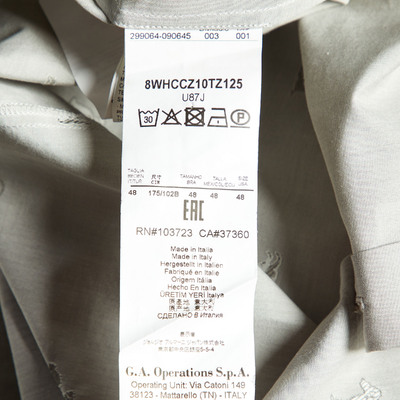 299064-090645 003 001
8WHCCZ10TZ125
U87J
30 P
48 175/102B 48 48 48
EAC
RN#103723 CA#37360
Made in Italia
Made in Italy
Hergestellt in Italien
Fabriqué en Italie
Origem Itália
Hecho En Italia
ÜRETIM YERI İtalya
СДЕЛАНО В Италия
G.A. Operations S.p.A.
Operating Unit: Via Catoni 149
38123 - Mattarello (TN) - ITALY